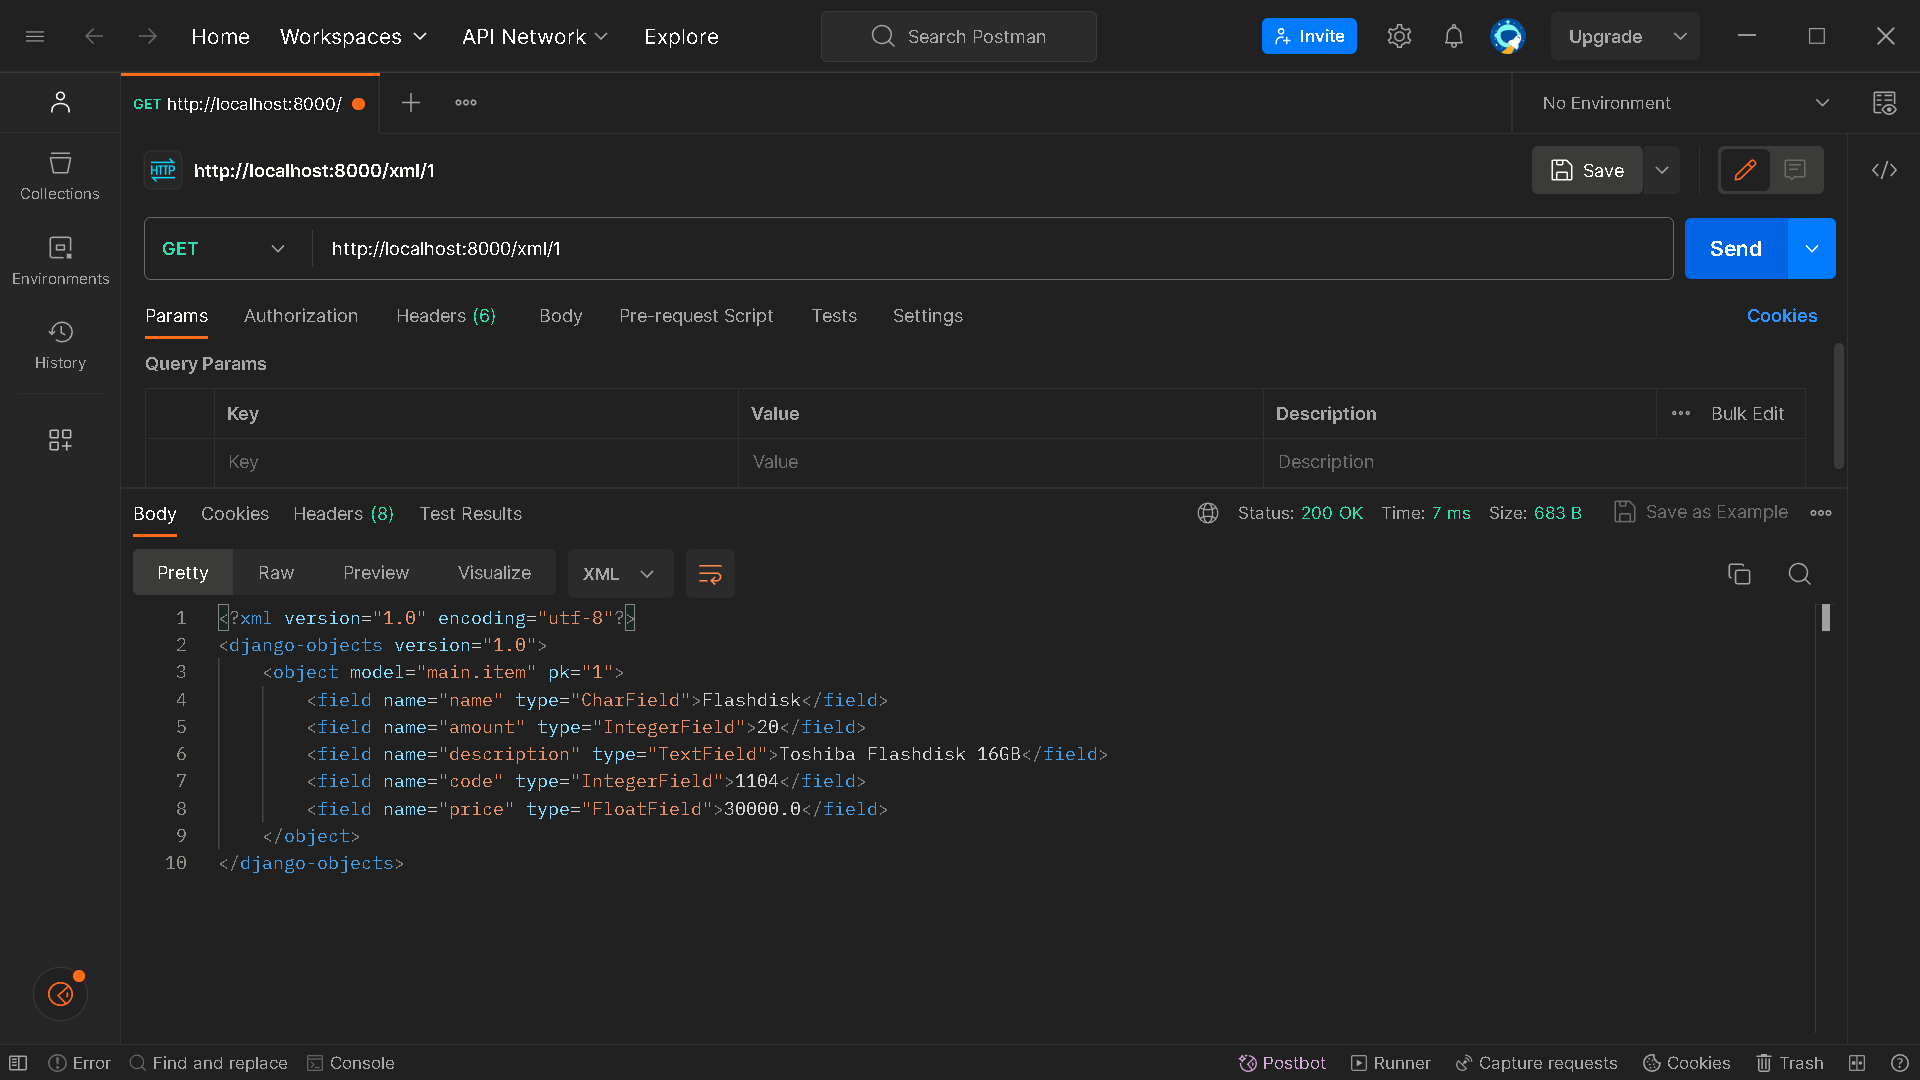 Home Workspaces API Network Explore Search Postman Invite Upgrade
GET http://localhost:8000/ No Environment
HTTP http://localhost:8000/xml/1 Save
Collections
GET http://localhost:8000/xml/1 Send
Environments
Params Authorization Headers (6) Body Pre-request Script Tests Settings Cookies
History
Query Params
Key Value Description Bulk Edit
Key Value Description
Body Cookies Headers (8) Test Results Status: 200 OK Time: 7 ms Size: 683 B Save as Example
Pretty Raw Preview Visualize XML
1 <?xml version="1.0" encoding="utf-8"?>
2 <django-objects version="1.0">
3 <object model="main.item" pk="1">
4 <field name="name" type="CharField">Flashdisk</field>
5 <field name="amount" type="IntegerField">20</field>
6 <field name="description" type="TextField">Toshiba Flashdisk 16GB</field>
7 <field name="code" type="IntegerField">1104</field>
8 <field name="price" type="FloatField">30000.0</field>
9 </object>
10 </django-objects>
Error Find and replace Console Postbot Runner Capture requests Cookies Trash